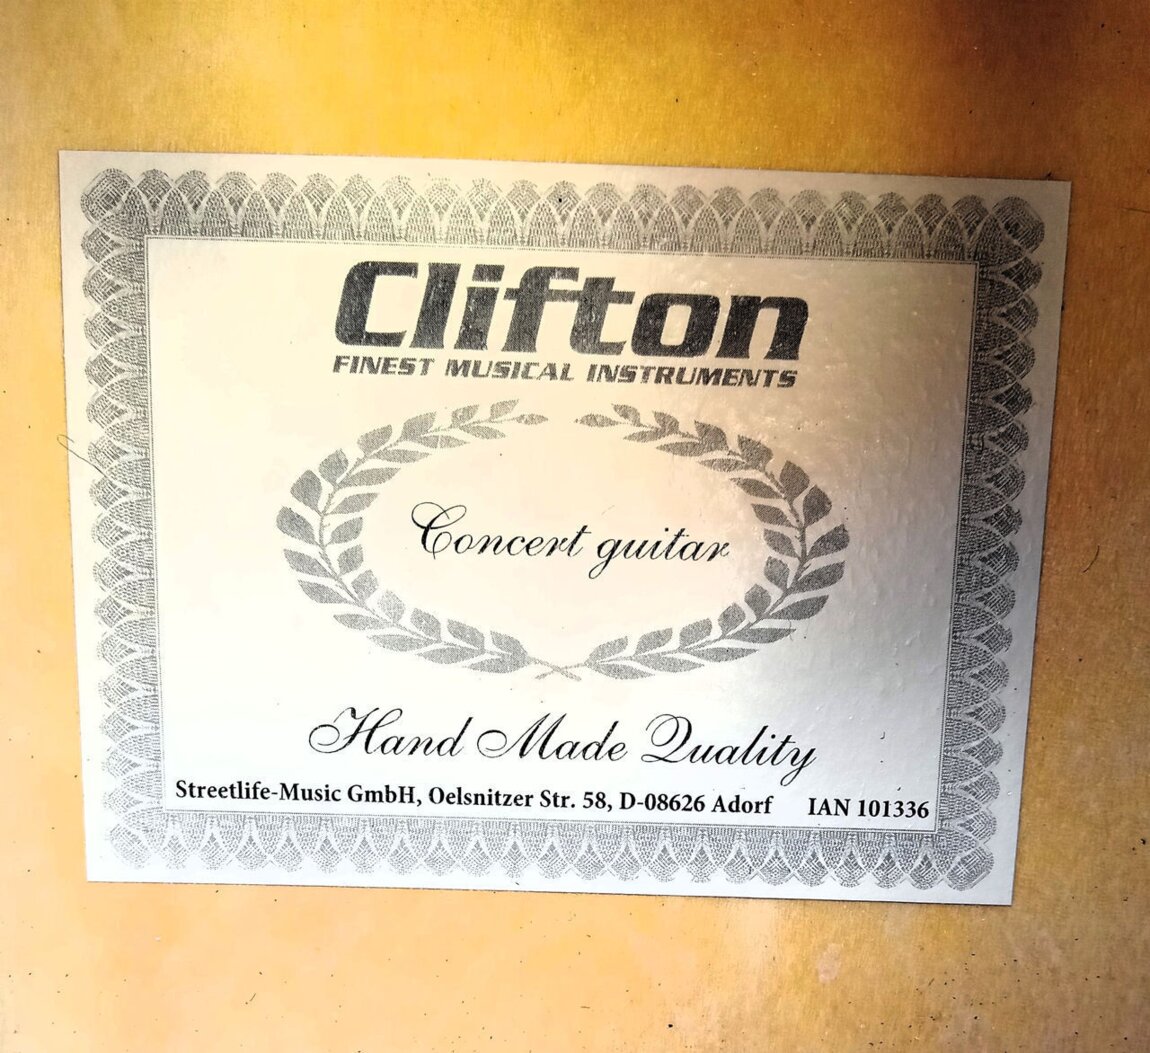 Clifton
FINEST MUSICAL INSTRUMENTS
Concert guitar
Hand Made Quality
Streetlife-Music GmbH, Oelsnitzer Str. 58, D-08626 Adorf IAN 101336